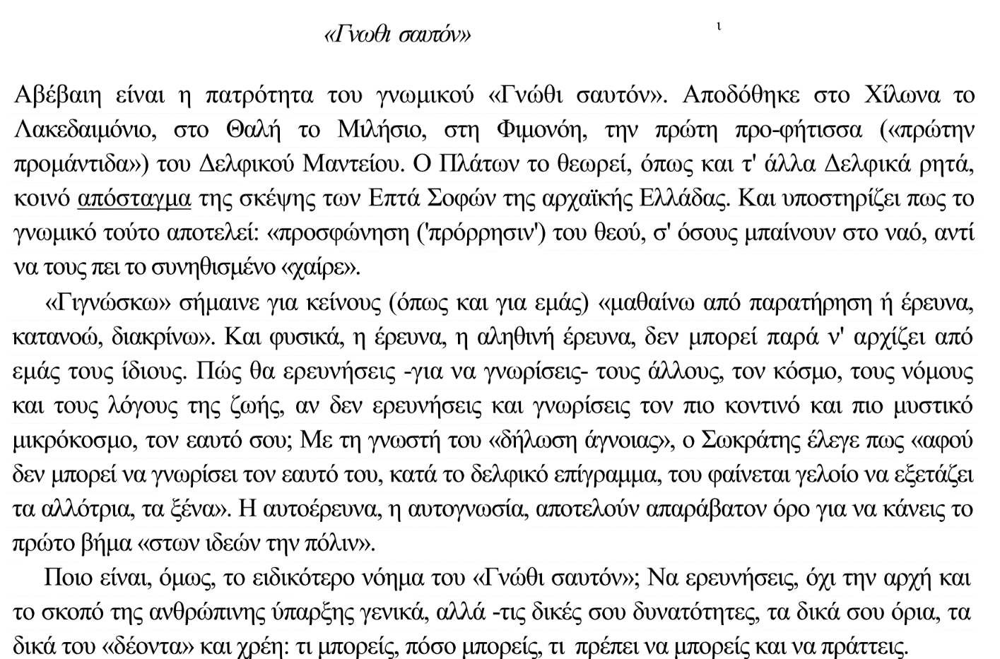 «Γνωθι σαυτόν» ι
Αβέβαιη είναι η πατρότητα του γνωμικού «Γνώθι σαυτόν». Αποδόθηκε στο Χίλωνα το
Λακεδαιμόνιο, στο Θαλή το Μιλήσιο, στη Φιμονόη, την πρώτη προ-φήτισσα («πρώτην
προμάντιδα») του Δελφικού Μαντείου. Ο Πλάτων το θεωρεί, όπως και τ' άλλα Δελφικά ρητά,
κοινό απόσταγμα της σκέψης των Επτά Σοφών της αρχαϊκής Ελλάδας. Και υποστηρίζει πως το
γνωμικό τούτο αποτελεί: «προσφώνηση ('πρόρρησιν') του θεού, σ' όσους μπαίνουν στο ναό, αντί
να τους πει το συνηθισμένο «χαίρε».
«Γιγνώσκω» σήμαινε για κείνους (όπως και για εμάς) «μαθαίνω από παρατήρηση ή έρευνα,
κατανοώ, διακρίνω». Και φυσικά, η έρευνα, η αληθινή έρευνα, δεν μπορεί παρά ν' αρχίζει από
εμάς τους ίδιους. Πώς θα ερευνήσεις -για να γνωρίσεις- τους άλλους, τον κόσμο, τους νόμους
και τους λόγους της ζωής, αν δεν ερευνήσεις και γνωρίσεις τον πιο κοντινό και πιο μυστικό
μικρόκοσμο, τον εαυτό σου; Με τη γνωστή του «δήλωση άγνοιας», ο Σωκράτης έλεγε πως «αφού
δεν μπορεί να γνωρίσει τον εαυτό του, κατά το δελφικό επίγραμμα, του φαίνεται γελοίο να εξετάζει
τα αλλότρια, τα ξένα». Η αυτοέρευνα, η αυτογνωσία, αποτελούν απαράβατον όρο για να κάνεις το
πρώτο βήμα «στων ιδεών την πόλιν».
Ποιο είναι, όμως, το ειδικότερο νόημα του «Γνώθι σαυτόν»; Να ερευνήσεις, όχι την αρχή και
το σκοπό της ανθρώπινης ύπαρξης γενικά, αλλά -τις δικές σου δυνατότητες, τα δικά σου όρια, τα
δικά του «δέοντα» και χρέη: τι μπορείς, πόσο μπορείς, τι πρέπει να μπορείς και να πράττεις.